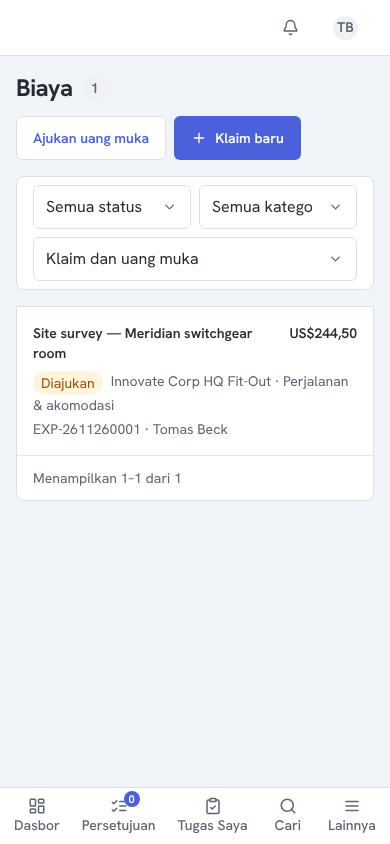 TB
Biaya 1
Ajukan uang muka
Klaim baru
Semua status
Semua katego
Klaim dan uang muka
Site survey — Meridian switchgear room
US$244,50
Diajukan Innovate Corp HQ Fit-Out · Perjalanan
& akomodasi
EXP-2611260001 · Tomas Beck
Menampilkan 1–1 dari 1
0
Dasbor
Persetujuan
Tugas Saya
Cari
Lainnya